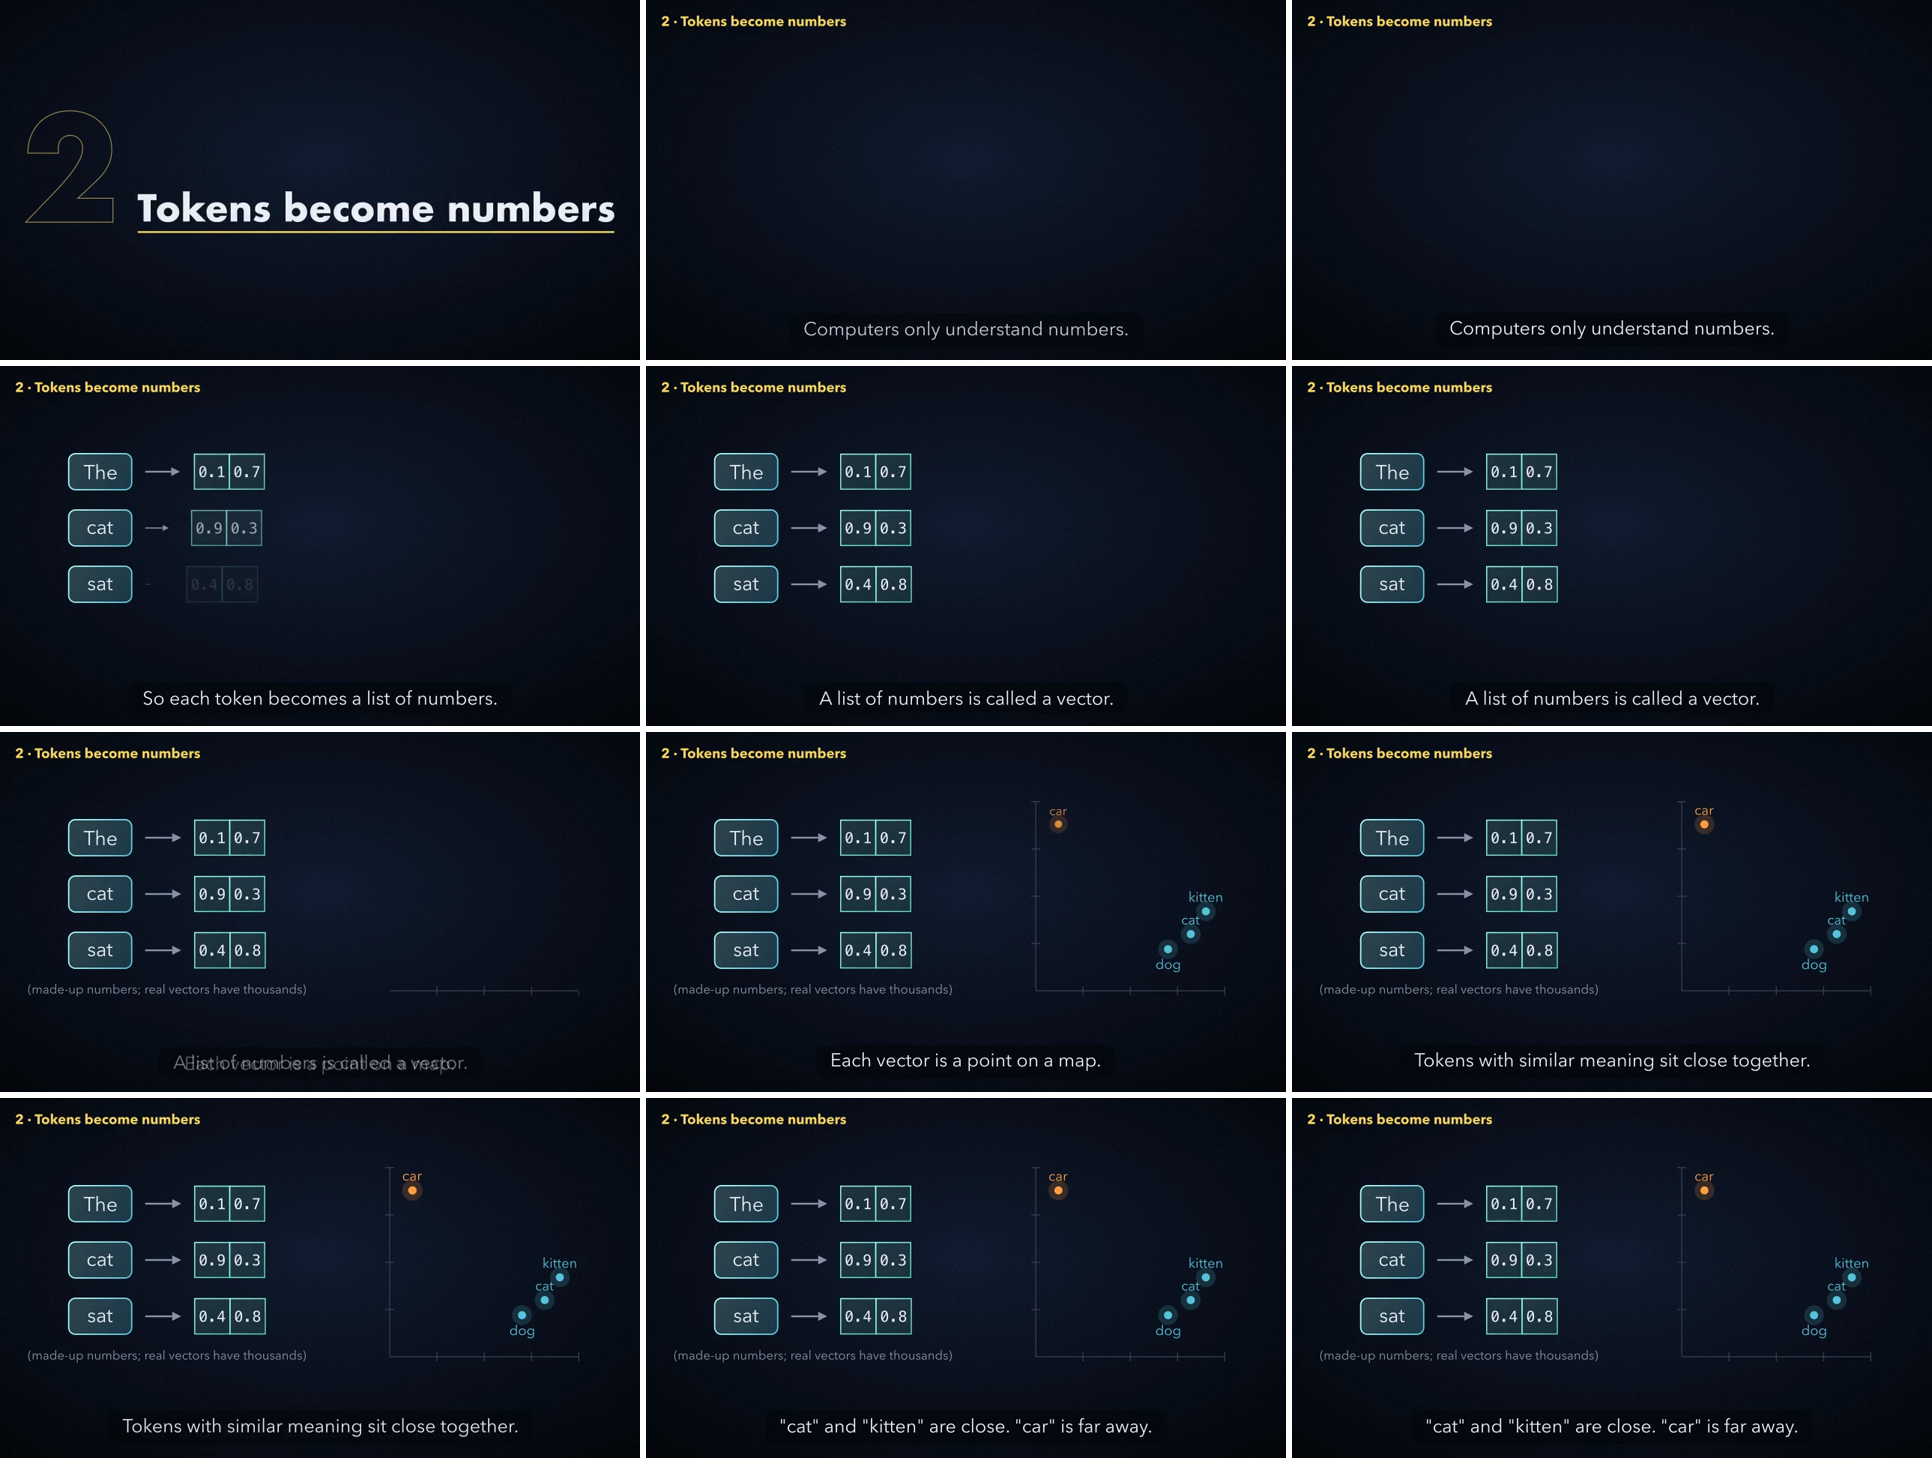 2
Tokens become numbers
2 · Tokens become numbers
Computers only understand numbers.
2 · Tokens become numbers
Computers only understand numbers.
2 · Tokens become numbers
The 0.1 0.7
cat 0.9 0.3
sat 0.4 0.8
So each token becomes a list of numbers.
2 · Tokens become numbers
The 0.1 0.7
cat 0.9 0.3
sat 0.4 0.8
A list of numbers is called a vector.
2 · Tokens become numbers
The 0.1 0.7
cat 0.9 0.3
sat 0.4 0.8
A list of numbers is called a vector.
2 · Tokens become numbers
The 0.1 0.7
cat 0.9 0.3
sat 0.4 0.8
(made-up numbers; real vectors have thousands)
A list of numbers is called a vector.
Each vector is a point on a map.
2 · Tokens become numbers
The 0.1 0.7
cat 0.9 0.3
sat 0.4 0.8
(made-up numbers; real vectors have thousands)
car
kitten
cat
dog
Each vector is a point on a map.
2 · Tokens become numbers
The 0.1 0.7
cat 0.9 0.3
sat 0.4 0.8
(made-up numbers; real vectors have thousands)
car
kitten
cat
dog
Tokens with similar meaning sit close together.
2 · Tokens become numbers
The 0.1 0.7
cat 0.9 0.3
sat 0.4 0.8
(made-up numbers; real vectors have thousands)
car
kitten
cat
dog
Tokens with similar meaning sit close together.
2 · Tokens become numbers
The 0.1 0.7
cat 0.9 0.3
sat 0.4 0.8
(made-up numbers; real vectors have thousands)
car
kitten
cat
dog
"cat" and "kitten" are close. "car" is far away.
2 · Tokens become numbers
The 0.1 0.7
cat 0.9 0.3
sat 0.4 0.8
(made-up numbers; real vectors have thousands)
car
kitten
cat
dog
"cat" and "kitten" are close. "car" is far away.